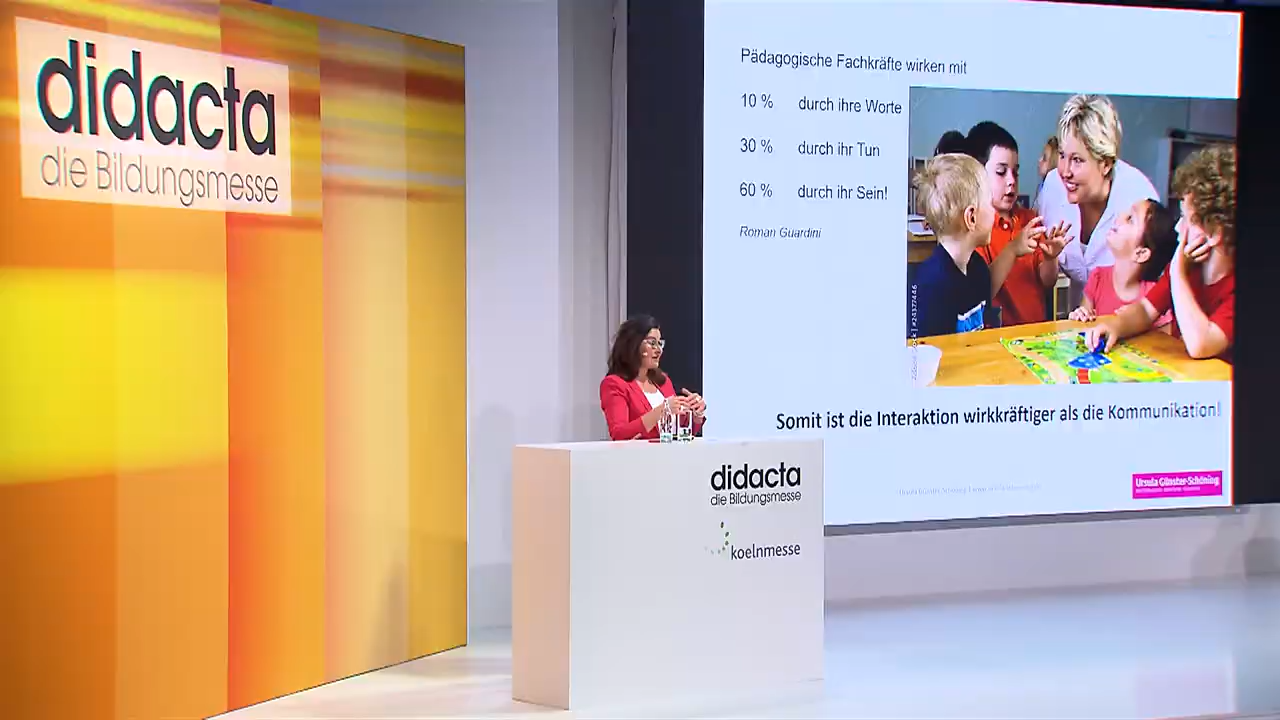 didacta
die Bildungsmesse
Pädagogische Fachkräfte wirken mit
10 % durch ihre Worte
30 % durch ihr Tun
60 % durch ihr Sein!
Roman Guardini
Somit ist die Interaktion wirkkräftiger als die Kommunikation!
Ursula Günster-Schöning
didacta
die Bildungsmesse
koelnmesse